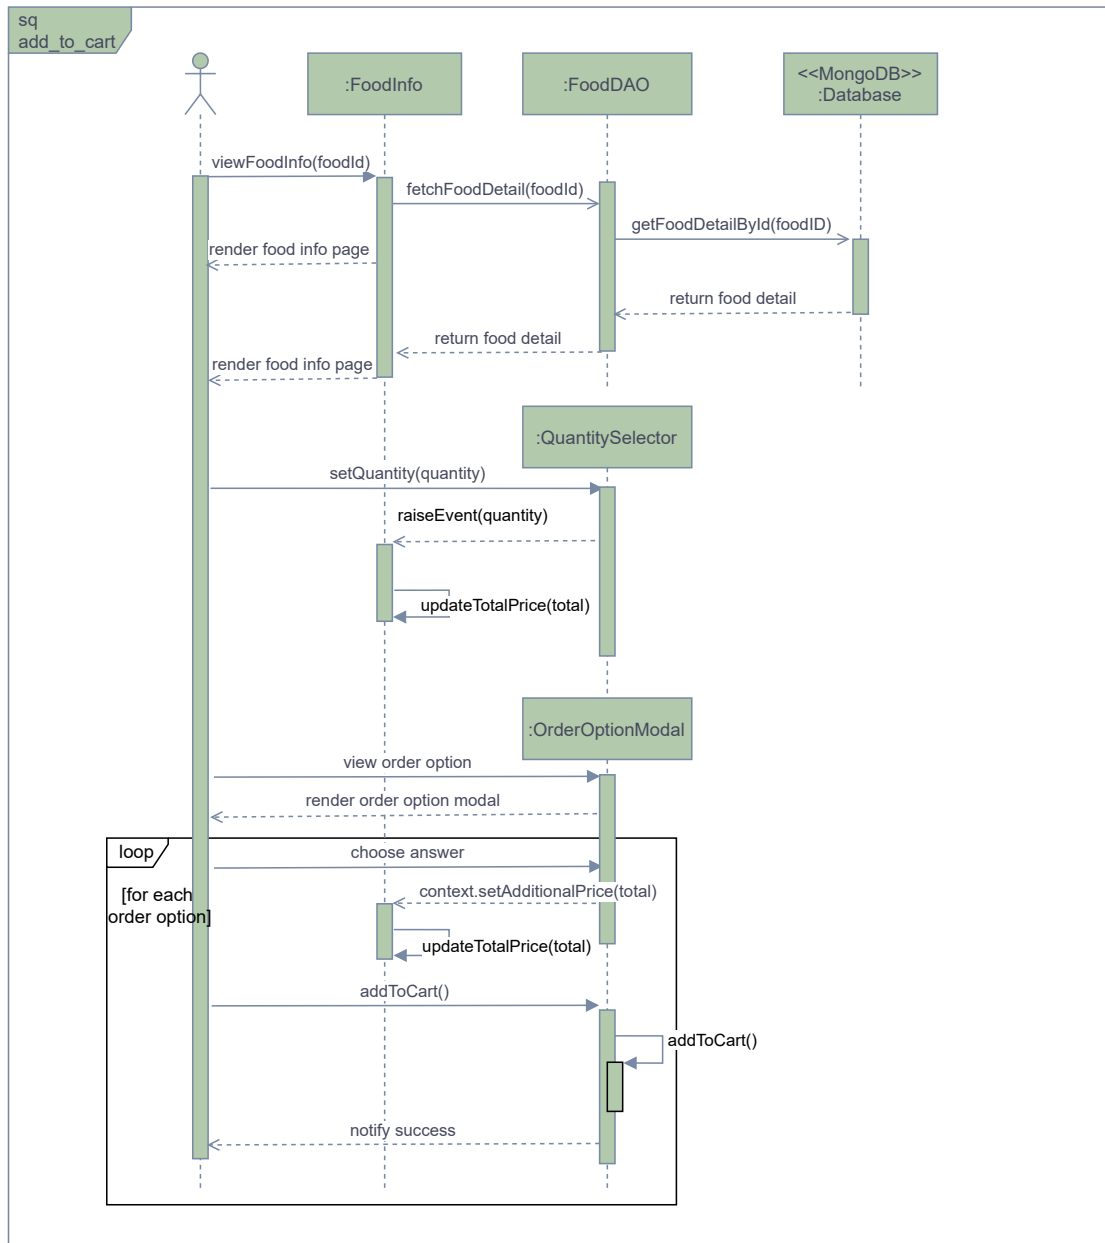 sq
add_to_cart
:FoodInfo
:FoodDAO
<<MongoDB>>
:Database
viewFoodInfo(foodId)
fetchFoodDetail(foodId)
getFoodDetailById(foodID)
render food info page
return food detail
return food detail
render food info page
:QuantitySelector
setQuantity(quantity)
raiseEvent(quantity)
updateTotalPrice(total)
:OrderOptionModal
view order option
render order option modal
loop
choose answer
[for each
order option]
context.setAdditionalPrice(total)
updateTotalPrice(total)
addToCart()
addToCart()
notify success